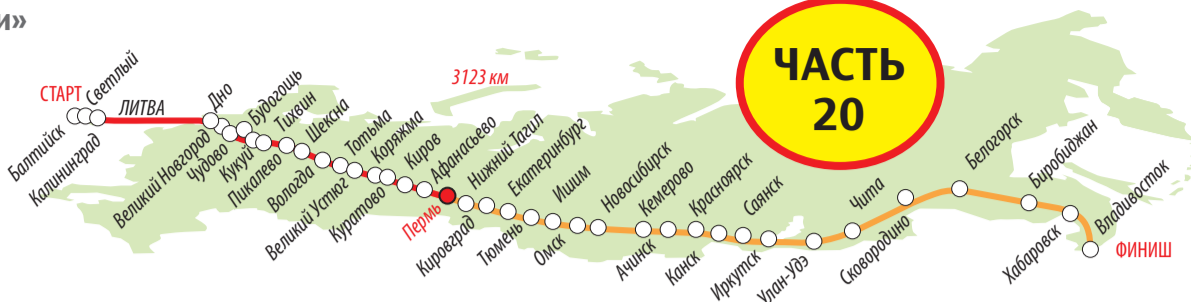 и»
ЧАСТЬ
20
3123 км
СТАРТ
Балтийск
Светлый
Калининград
ЛИТВА
Дно
Великий Новгород
Чудово
Будогощь
Кукуй
Тихвин
Пикалево
Шексна
Вологда
Тотьма
Великий Устюг
Коряжма
Куратово
Киров
Афанасьево
Пермь
Нижний Тагил
Кировград
Екатеринбург
Тюмень
Ишим
Омск
Новосибирск
Кемерово
Ачинск
Красноярск
Канск
Саянск
Иркутск
Улан-Удэ
Чита
Сковородино
Белогорск
Биробиджан
Хабаровск
Владивосток
ФИНИШ